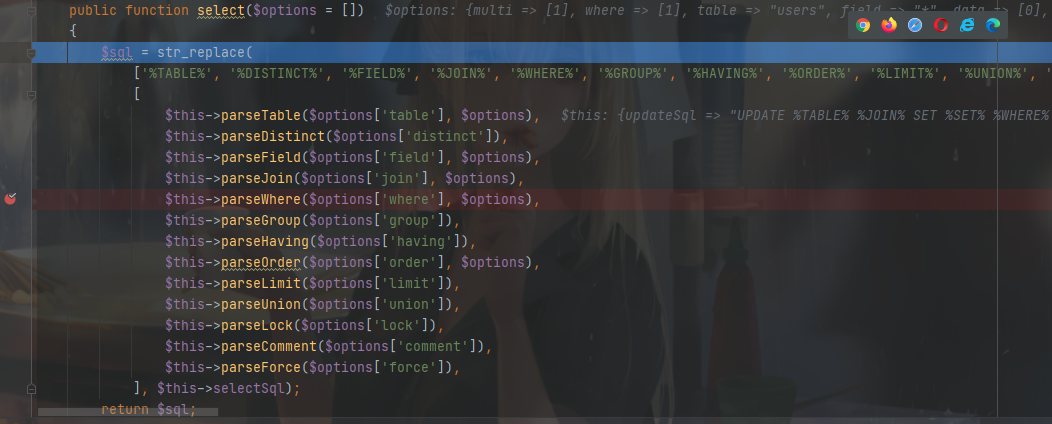 public function select($options = [])   $options: {multi => [1], where => [1], table => "users", field => "*", data => [0],
{
    $sql = str_replace(
        ['%TABLE%', '%DISTINCT%', '%FIELD%', '%JOIN%', '%WHERE%', '%GROUP%', '%HAVING%', '%ORDER%', '%LIMIT%', '%UNION%', '
        [
            $this->parseTable($options['table'], $options),   $this: {updateSql => "UPDATE %TABLE% %JOIN% SET %SET% %WHERE%
            $this->parseDistinct($options['distinct']),
            $this->parseField($options['field'], $options),
            $this->parseJoin($options['join'], $options),
            $this->parseWhere($options['where'], $options),
            $this->parseGroup($options['group']),
            $this->parseHaving($options['having']),
            $this->parseOrder($options['order'], $options),
            $this->parseLimit($options['limit']),
            $this->parseUnion($options['union']),
            $this->parseLock($options['lock']),
            $this->parseComment($options['comment']),
            $this->parseForce($options['force']),
        ], $this->selectSql);
    return $sql;